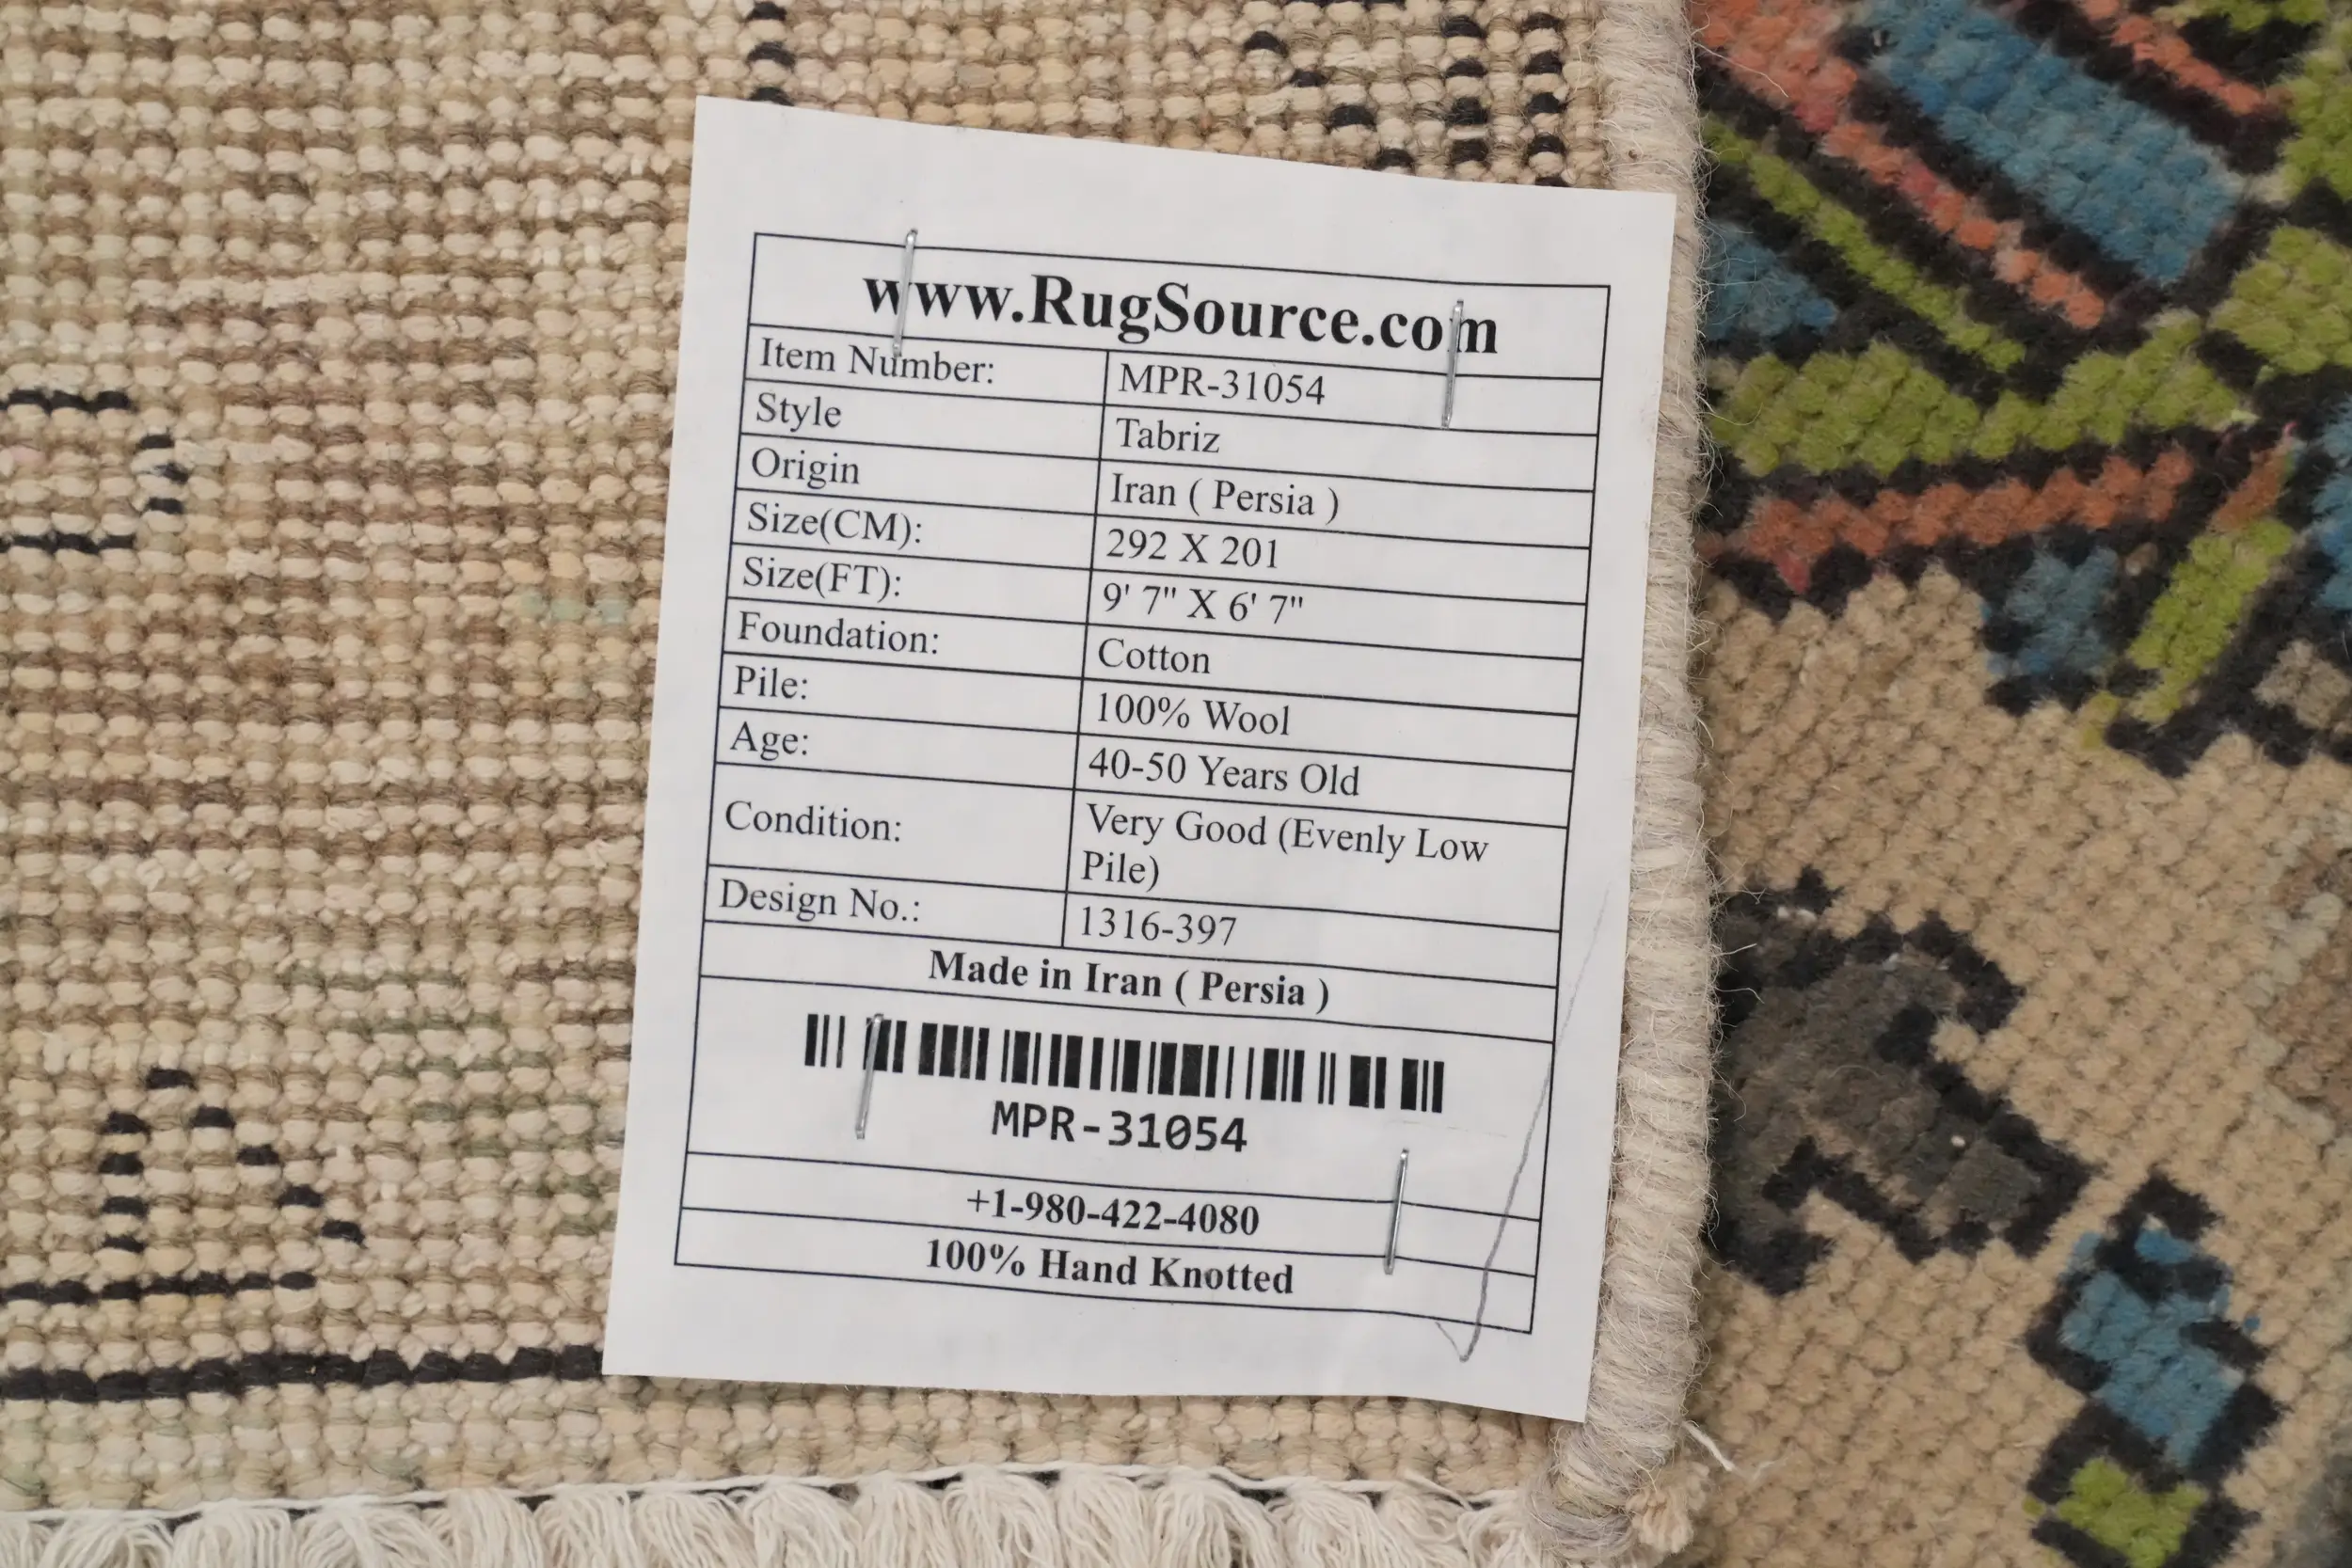 www.RugSource.com
Item Number: MPR-31054
Style Tabriz
Origin Iran ( Persia )
Size(CM): 292 X 201
Size(FT): 9' 7" X 6' 7"
Foundation: Cotton
Pile: 100% Wool
Age: 40-50 Years Old
Condition: Very Good (Evenly Low
Pile)
Design No.: 1316-397
Made in Iran ( Persia )
MPR-31054
+1-980-422-4080
100% Hand Knotted